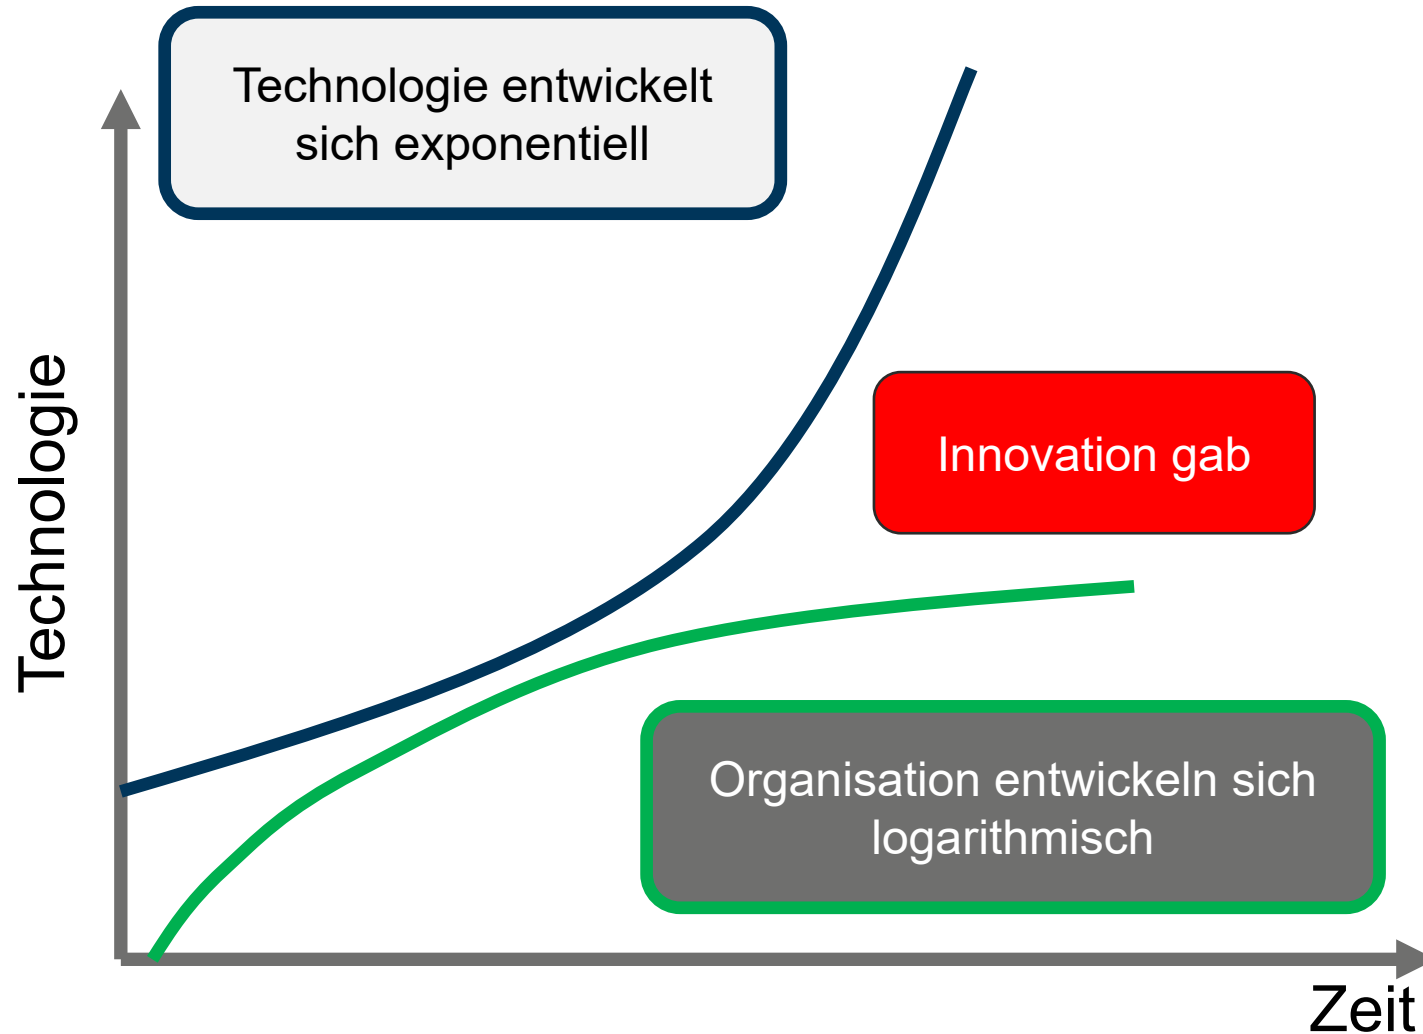 Technologie entwickelt
sich exponentiell
Technologie
Innovation gab
Organisation entwickeln sich
logarithmisch
Zeit